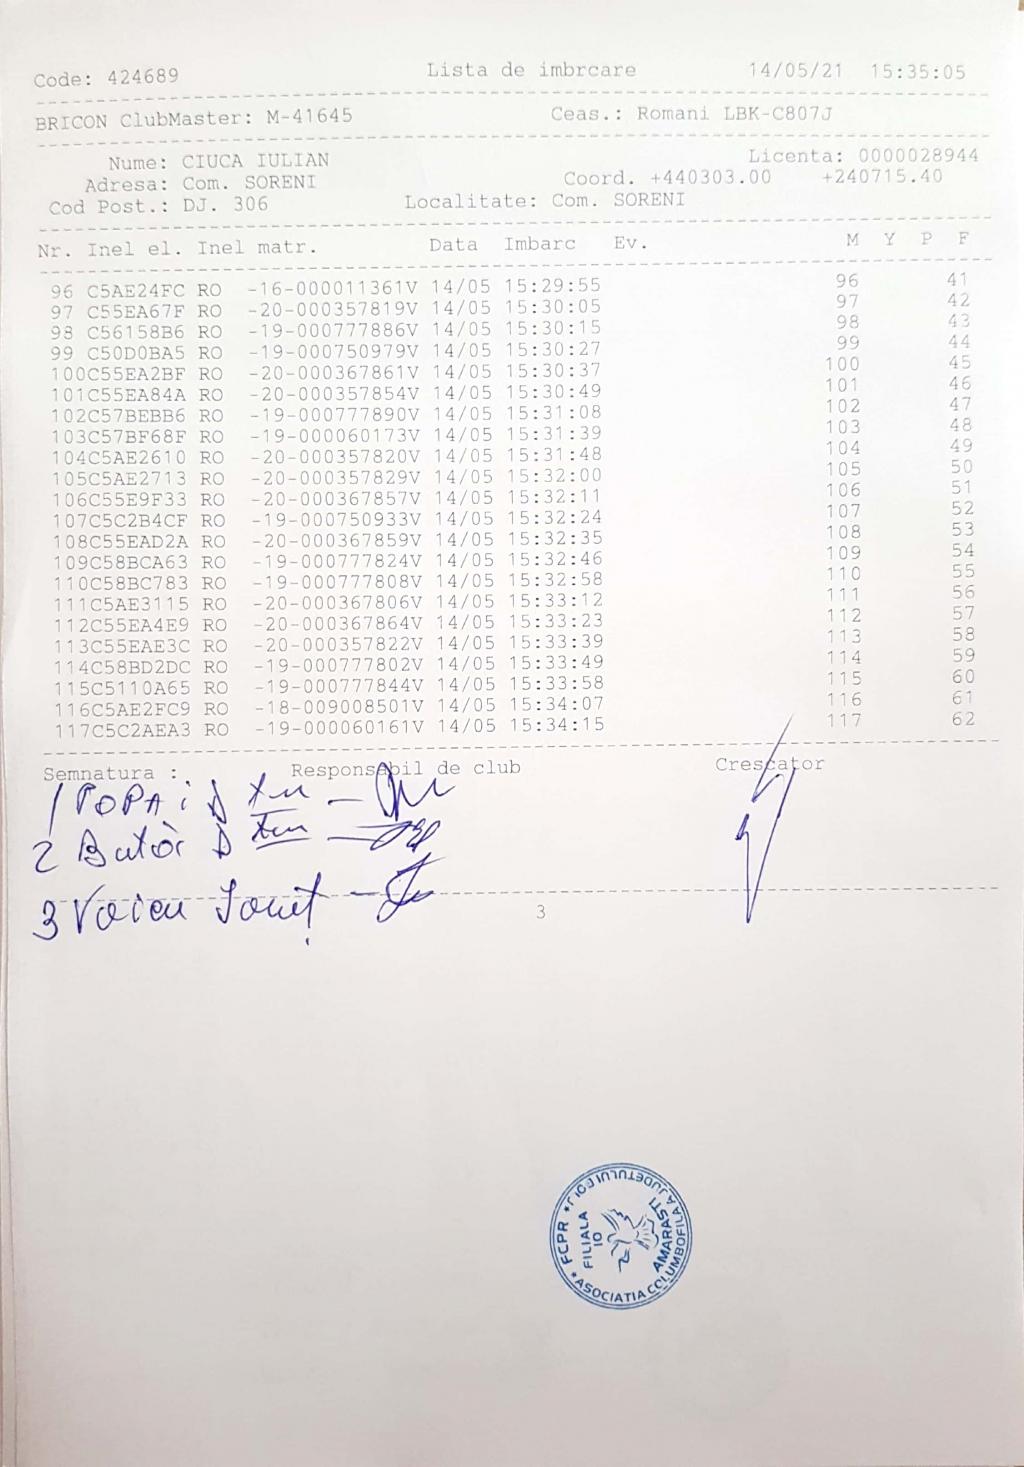 Code: 424689 Lista de imbrcare 14/05/21 15:35:05
BRICON ClubMaster: M-41645 Ceas.: Romani LBK-C807J
Nume: CIUCA IULIAN Licenta: 0000028944
Adresa: Com. SORENI Coord. +440303.00 +240715.40
Cod Post.: DJ. 306 Localitate: Com. SORENI
Nr. Inel el. Inel matr. Data Imbarc Ev. M Y P F
96 C5AE24FC RO -16-000011361V 14/05 15:29:55 96 41
97 C55EA67F RO -20-000357819V 14/05 15:30:05 97 42
98 C56158B6 RO -19-000777886V 14/05 15:30:15 98 43
99 C50D0BA5 RO -19-000750979V 14/05 15:30:27 99 44
100C55EA2BF RO -20-000367861V 14/05 15:30:37 100 45
101C55EA84A RO -20-000357854V 14/05 15:30:49 101 46
102C57BEBB6 RO -19-000777890V 14/05 15:31:08 102 47
103C57BF68F RO -19-000060173V 14/05 15:31:39 103 48
104C5AE2610 RO -20-000357820V 14/05 15:31:48 104 49
105C5AE2713 RO -20-000357829V 14/05 15:32:00 105 50
106C55E9F33 RO -20-000367857V 14/05 15:32:11 106 51
107C5C2B4CF RO -19-000750933V 14/05 15:32:24 107 52
108C55EAD2A RO -20-000367859V 14/05 15:32:35 108 53
109C58BCA63 RO -19-000777824V 14/05 15:32:46 109 54
110C58BC783 RO -19-000777808V 14/05 15:32:58 110 55
111C5AE3115 RO -20-000367806V 14/05 15:33:12 111 56
112C55EA4E9 RO -20-000367864V 14/05 15:33:23 112 57
113C55EAE3C RO -20-000357822V 14/05 15:33:39 113 58
114C58BD2DC RO -19-000777802V 14/05 15:33:49 114 59
115C5110A65 RO -19-000777844V 14/05 15:33:58 115 60
116C5AE2FC9 RO -18-009008501V 14/05 15:34:07 116 61
117C5C2AEA3 RO -19-000060161V 14/05 15:34:15 117 62
Semnatura : Responsabil de club Crescator
1 POPA
2
3 Voicu Ionuț
3
FCPR * ASOCIATIA COLUMBOFILA A JUDETULUI DOLJ *
FILIALA
10
AMARASTI